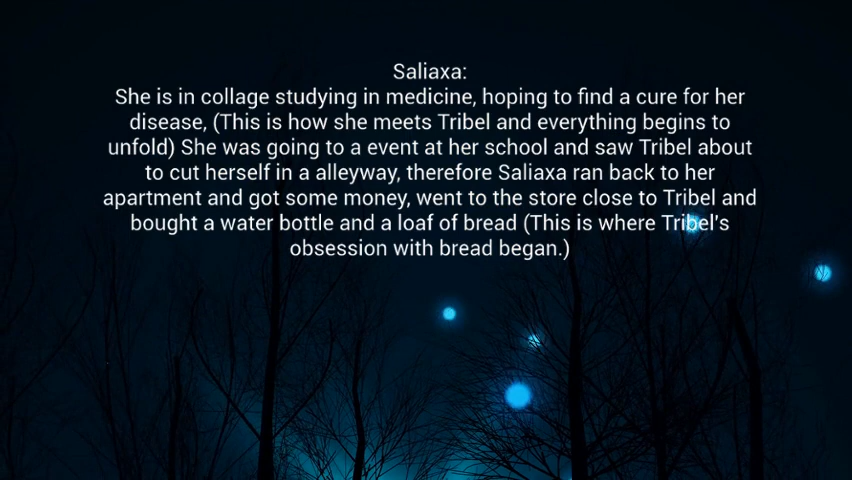 Saliaxa:
She is in collage studying in medicine, hoping to find a cure for her
disease, (This is how she meets Tribel and everything begins to
unfold) She was going to a event at her school and saw Tribel about
to cut herself in a alleyway, therefore Saliaxa ran back to her
apartment and got some money, went to the store close to Tribel and
bought a water bottle and a loaf of bread (This is where Tribel's
obsession with bread began.)